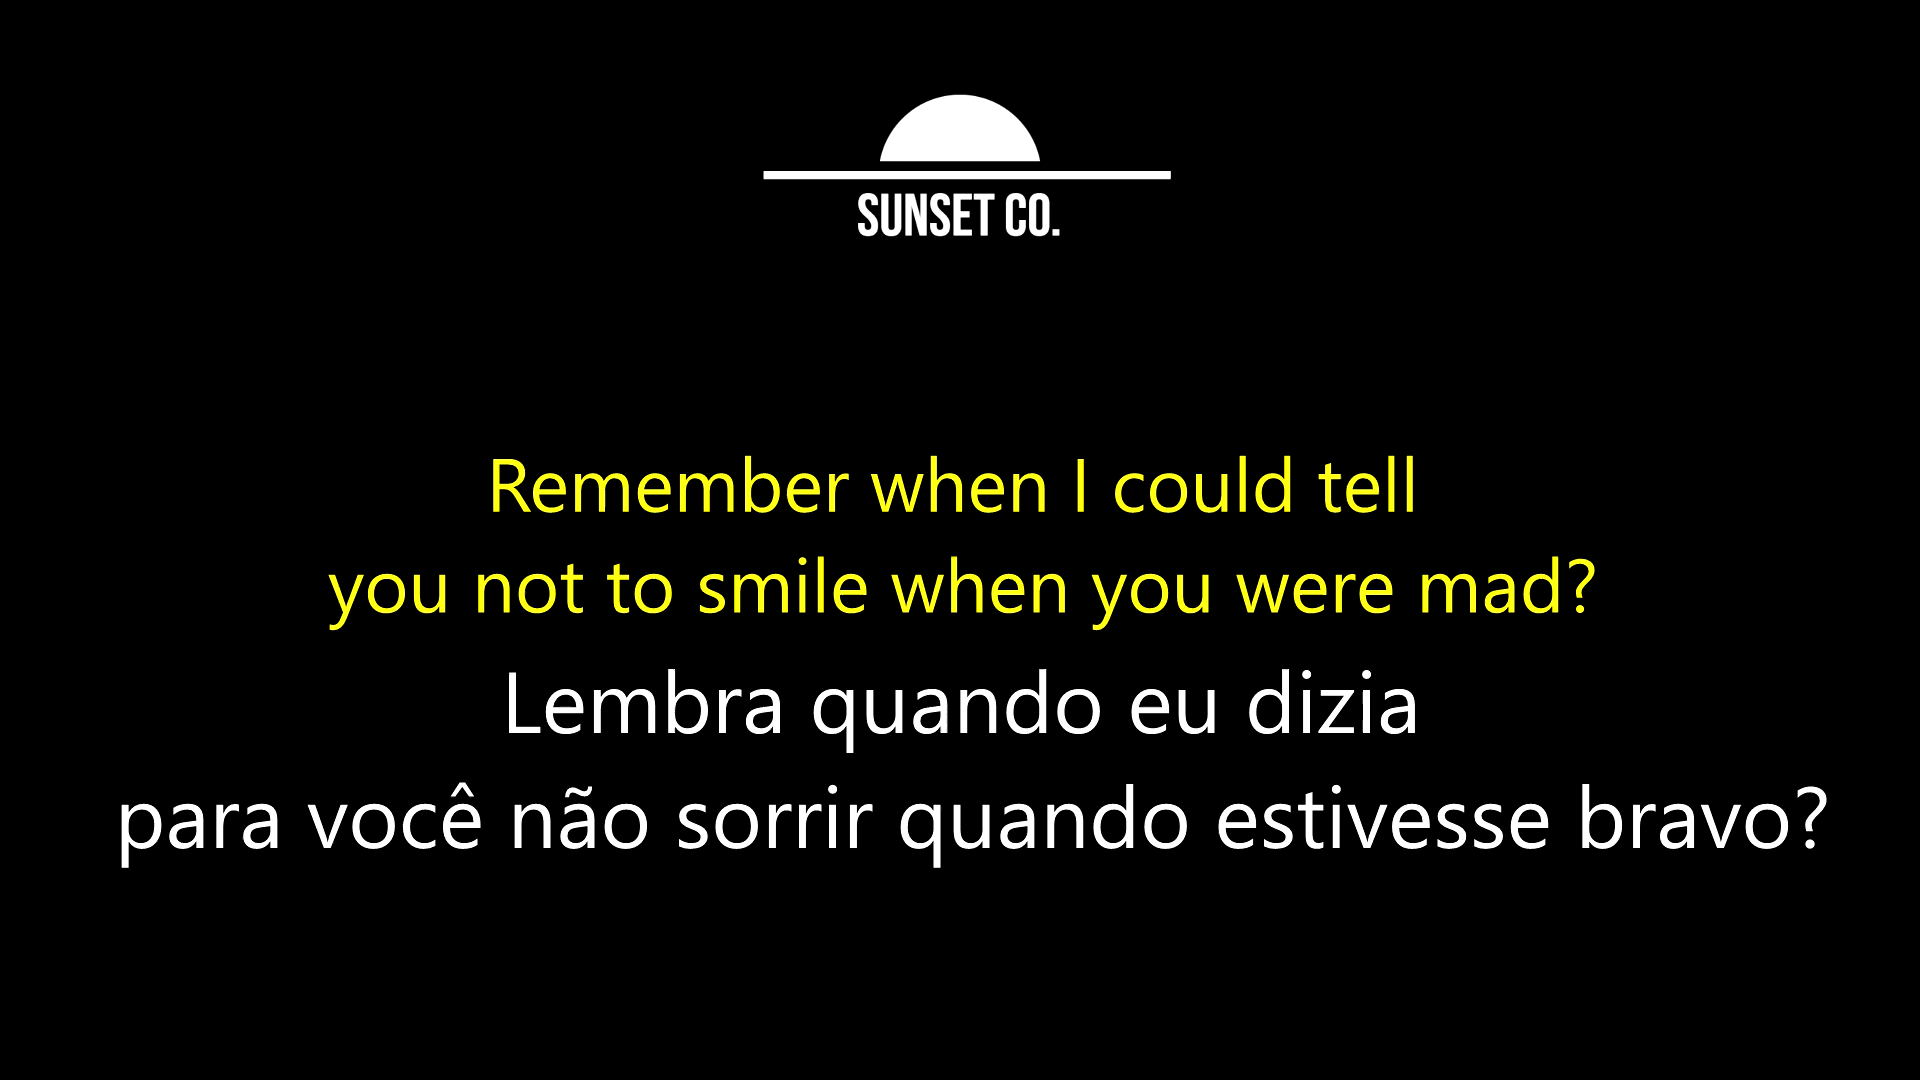 SUNSET CO.
Remember when I could tell
you not to smile when you were mad?
Lembra quando eu dizia
para você não sorrir quando estivesse bravo?